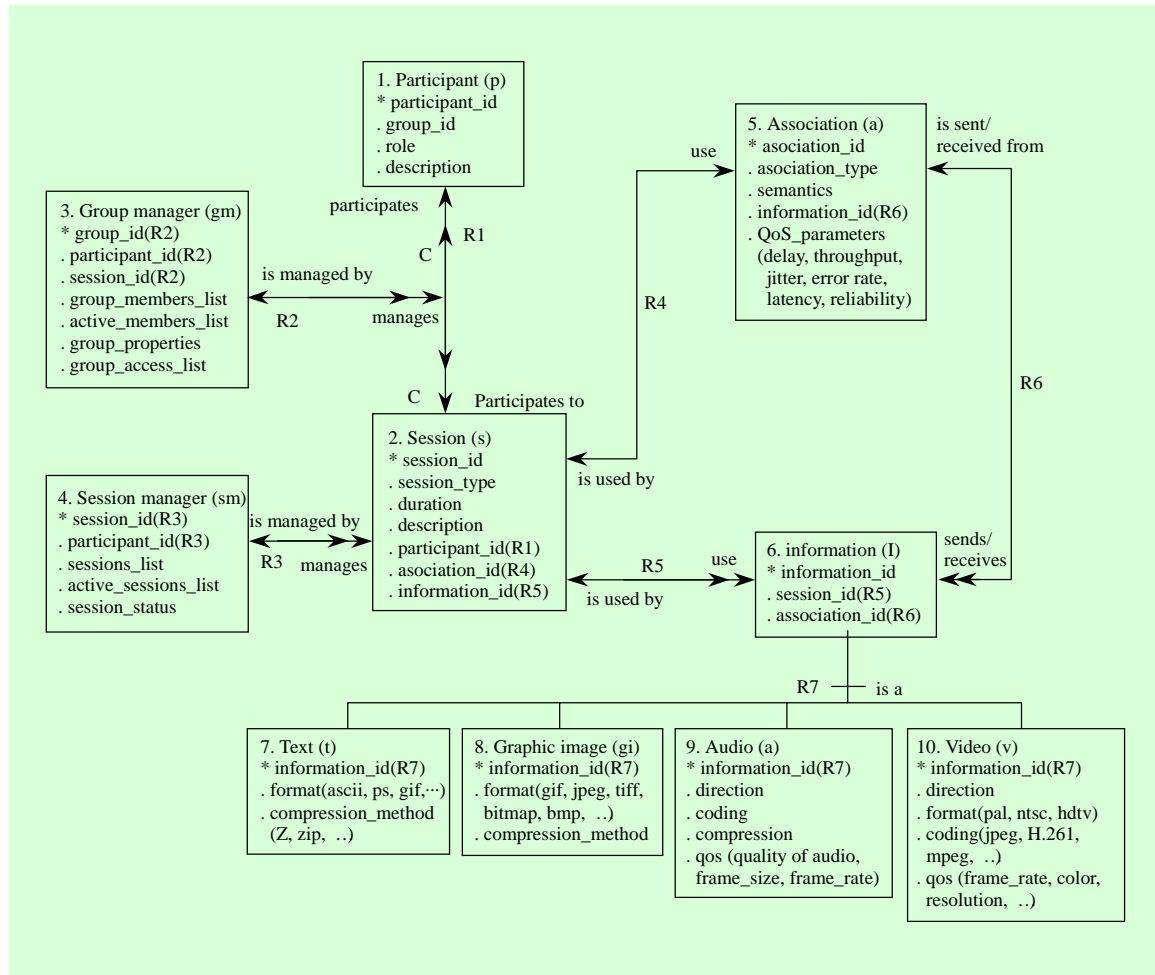 1. Participant (p)
* participant_id
. group_id
. role
. description
participates
R1
C
3. Group manager (gm)
* group_id(R2)
. participant_id(R2)
. session_id(R2)
. group_members_list
. active_members_list
. group_properties
. group_access_list
is managed by
R2
manages
C
Participates to
5. Association (a)
* asociation_id
. asociation_type
. semantics
. information_id(R6)
. QoS_parameters
(delay, throughput,
jitter, error rate,
latency, reliability)
use
is sent/
received from
R4
R6
2. Session (s)
* session_id
. session_type
. duration
. description
. participant_id(R1)
. asociation_id(R4)
. information_id(R5)
is used by
4. Session manager (sm)
* session_id(R3)
. participant_id(R3)
. sessions_list
. active_sessions_list
. session_status
is managed by
R3
manages
R5
use
is used by
sends/
receives
6. information (I)
* information_id
. session_id(R5)
. association_id(R6)
R7
is a
7. Text (t)
* information_id(R7)
. format(ascii, ps, gif,···)
. compression_method
(Z, zip, ..)
8. Graphic image (gi)
* information_id(R7)
. format(gif, jpeg, tiff,
bitmap, bmp, ..)
. compression_method
9. Audio (a)
* information_id(R7)
. direction
. coding
. compression
. qos (quality of audio,
frame_size, frame_rate)
10. Video (v)
* information_id(R7)
. direction
. format(pal, ntsc, hdtv)
. coding(jpeg, H.261,
mpeg, ..)
. qos (frame_rate, color,
resolution, ..)